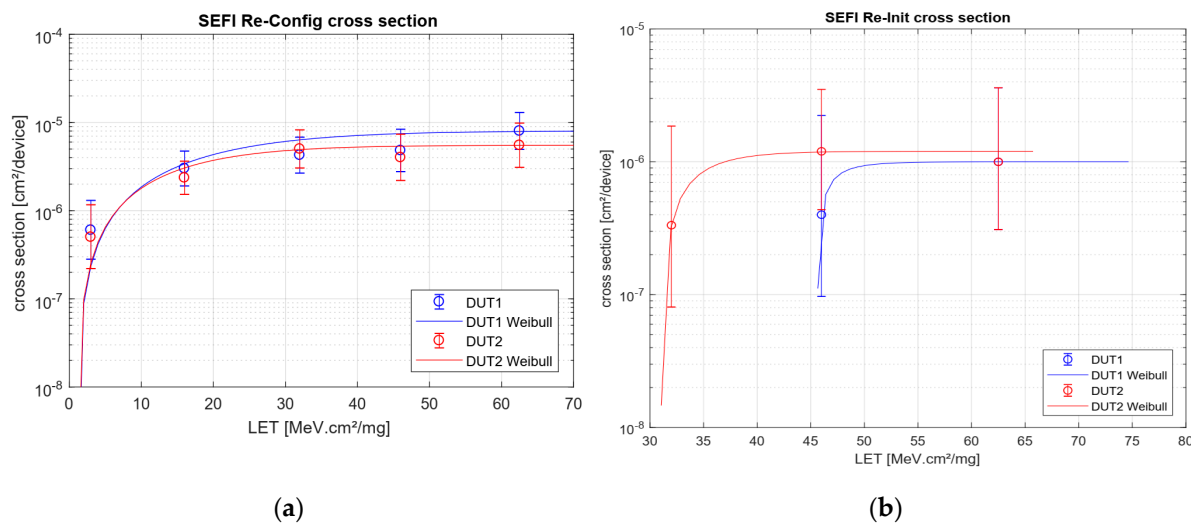 SEFI Re-Config cross section
10⁻⁴
10⁻⁵
10⁻⁶
10⁻⁷
10⁻⁸
cross section [cm²/device]
0 10 20 30 40 50 60 70
LET [MeV.cm²/mg]
DUT1
DUT1 Weibull
DUT2
DUT2 Weibull
(a)
SEFI Re-Init cross section
10⁻⁵
10⁻⁶
10⁻⁷
10⁻⁸
cross section [cm²/device]
30 35 40 45 50 55 60 65 70 75 80
LET [MeV.cm²/mg]
DUT1
DUT1 Weibull
DUT2
DUT2 Weibull
(b)